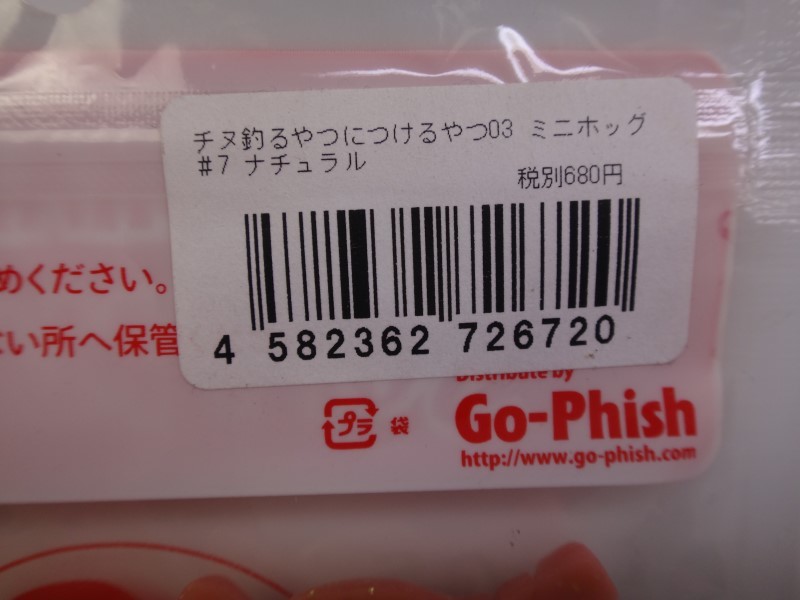 チヌ釣るやつにつけるやつ03 ミニホッグ
#7 ナチュラル
税別680円
めください。
い所へ保管
4 582362 726720
Distribute by
プラ 袋
Go-Phish
http://www.go-phish.com